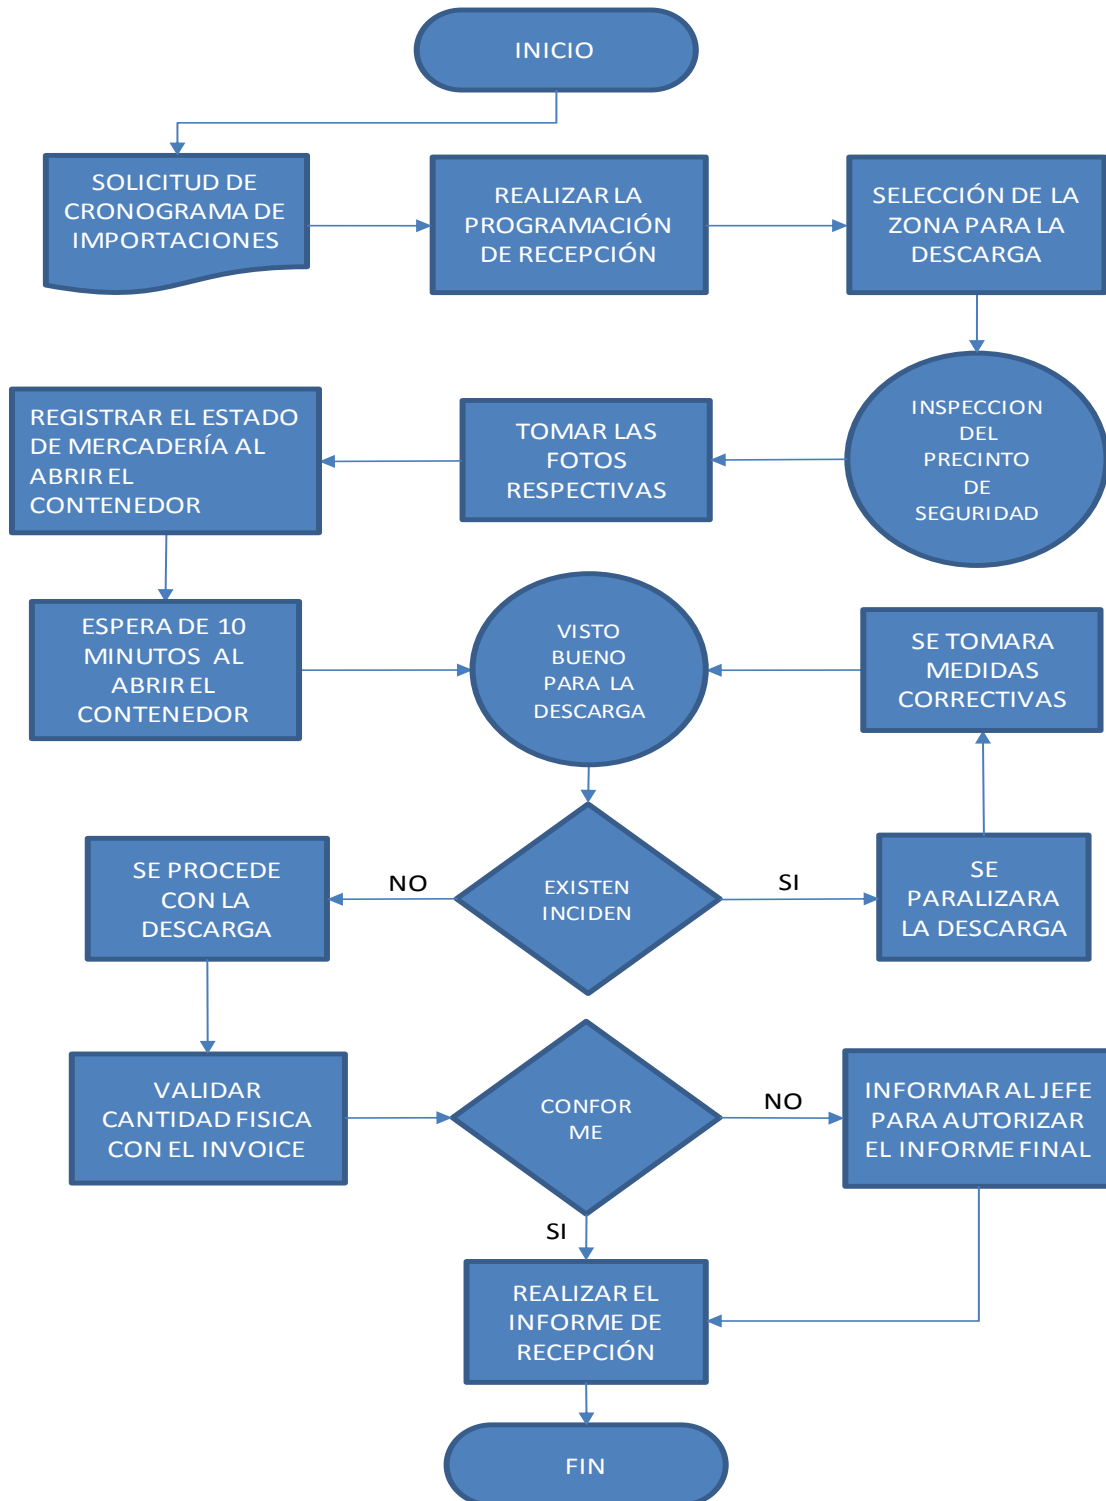 INICIO
SOLICITUD DE
CRONOGRAMA DE
IMPORTACIONES
REALIZAR LA
PROGRAMACIÓN
DE RECEPCIÓN
SELECCIÓN DE LA
ZONA PARA LA
DESCARGA
INSPECCION
DEL
PRECINTO
DE
SEGURIDAD
TOMAR LAS
FOTOS
RESPECTIVAS
REGISTRAR EL ESTADO
DE MERCADERÍA AL
ABRIR EL
CONTENEDOR
ESPERA DE 10
MINUTOS AL
ABRIR EL
CONTENEDOR
VISTO
BUENO
PARA LA
DESCARGA
SE TOMARA
MEDIDAS
CORRECTIVAS
EXISTEN
INCIDEN
NO
SI
SE PROCEDE
CON LA
DESCARGA
SE
PARALIZARA
LA DESCARGA
VALIDAR
CANTIDAD FISICA
CON EL INVOICE
CONFOR
ME
NO
SI
INFORMAR AL JEFE
PARA AUTORIZAR
EL INFORME FINAL
REALIZAR EL
INFORME DE
RECEPCIÓN
FIN